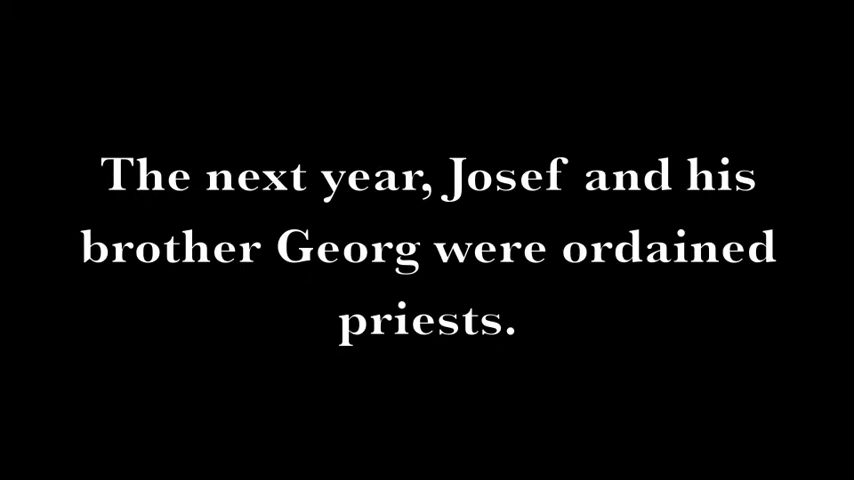 The next year, Josef and his
brother Georg were ordained
priests.